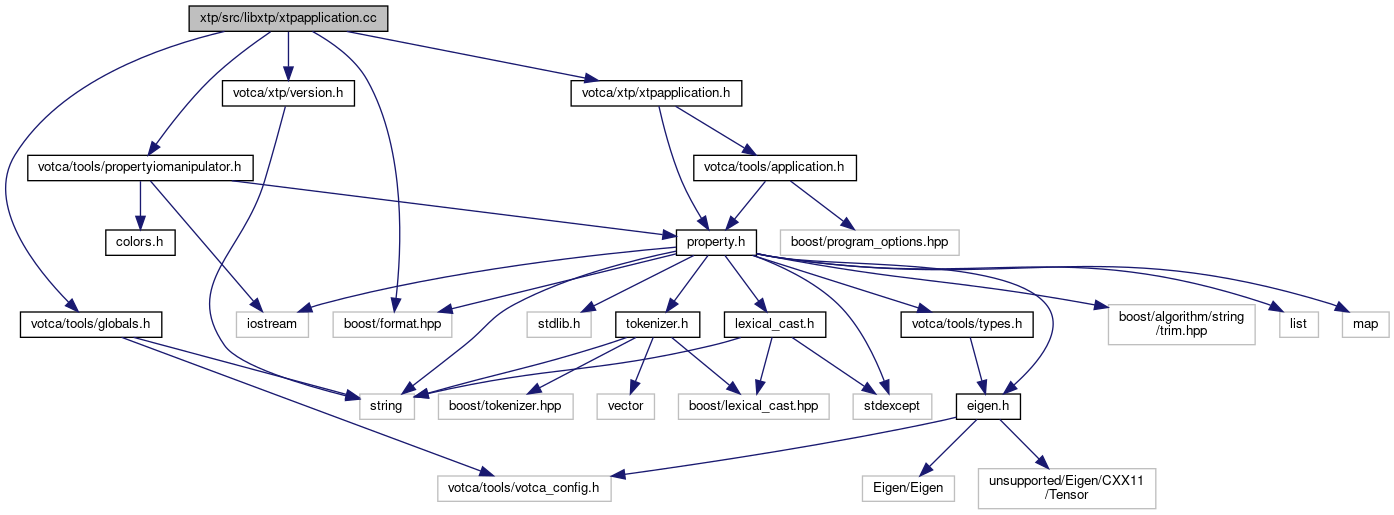 xtp/src/libxtp/xtpapplication.cc
votca/xtp/version.h
votca/xtp/xtpapplication.h
votca/tools/propertyiomanipulator.h
votca/tools/application.h
colors.h
property.h
boost/program_options.hpp
votca/tools/globals.h
iostream
boost/format.hpp
stdlib.h
tokenizer.h
lexical_cast.h
votca/tools/types.h
boost/algorithm/string
/trim.hpp
list
map
string
boost/tokenizer.hpp
vector
boost/lexical_cast.hpp
stdexcept
eigen.h
votca/tools/votca_config.h
Eigen/Eigen
unsupported/Eigen/CXX11
/Tensor